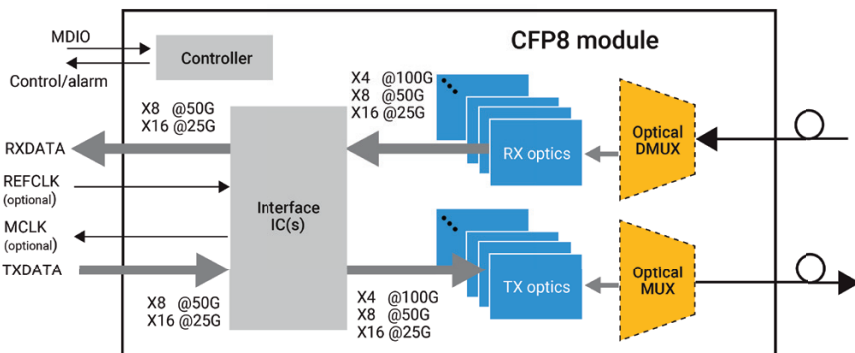 CFP8 module
MDIO
Control/alarm
Controller
X8 @50G
X16 @25G
X4 @100G
X8 @50G
X16 @25G
RXDATA
REFCLK
(optional)
MCLK
(optional)
TXDATA
Interface
IC(s)
RX optics
Optical
DMUX
TX optics
Optical
MUX
X8 @50G
X16 @25G
X4 @100G
X8 @50G
X16 @25G